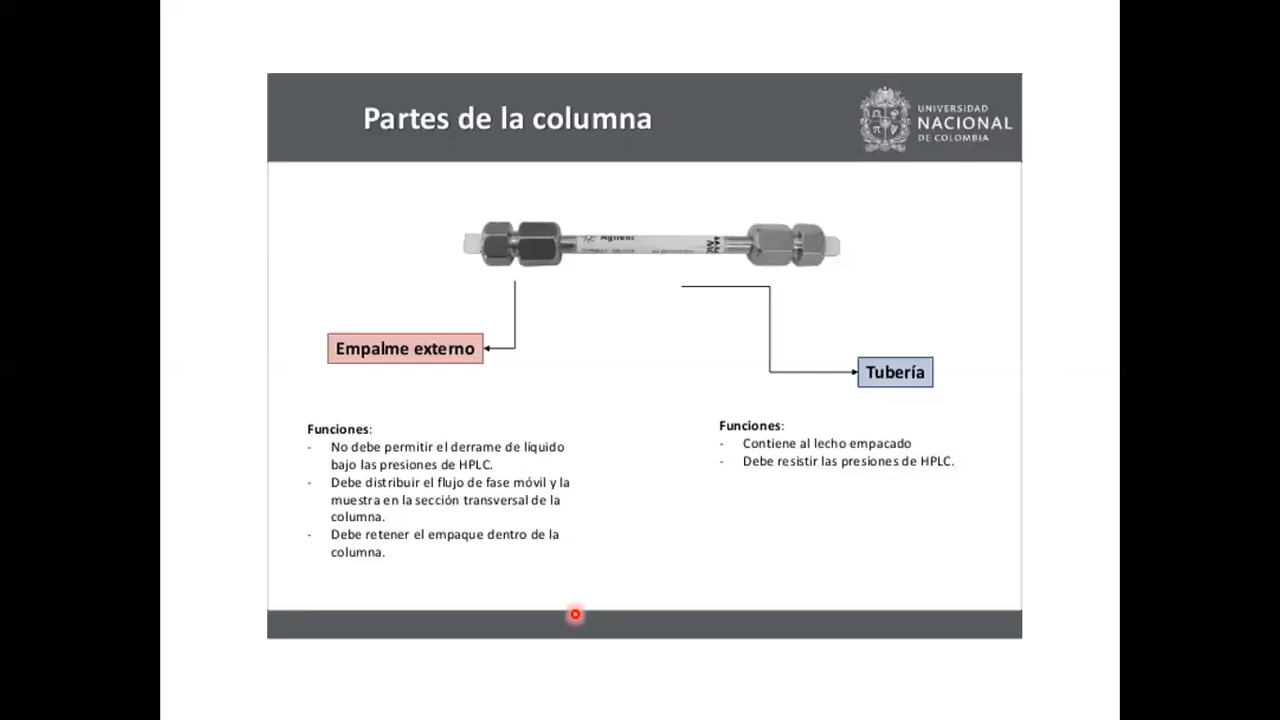 Partes de la columna
UNIVERSIDAD
NACIONAL
DE COLOMBIA
Agilent
Empalme externo
Tubería
Funciones:
- No debe permitir el derrame de líquido
bajo las presiones de HPLC.
- Debe distribuir el flujo de fase móvil y la
muestra en la sección transversal de la
columna.
- Debe retener el empaque dentro de la
columna.
Funciones:
- Contiene al lecho empacado
- Debe resistir las presiones de HPLC.